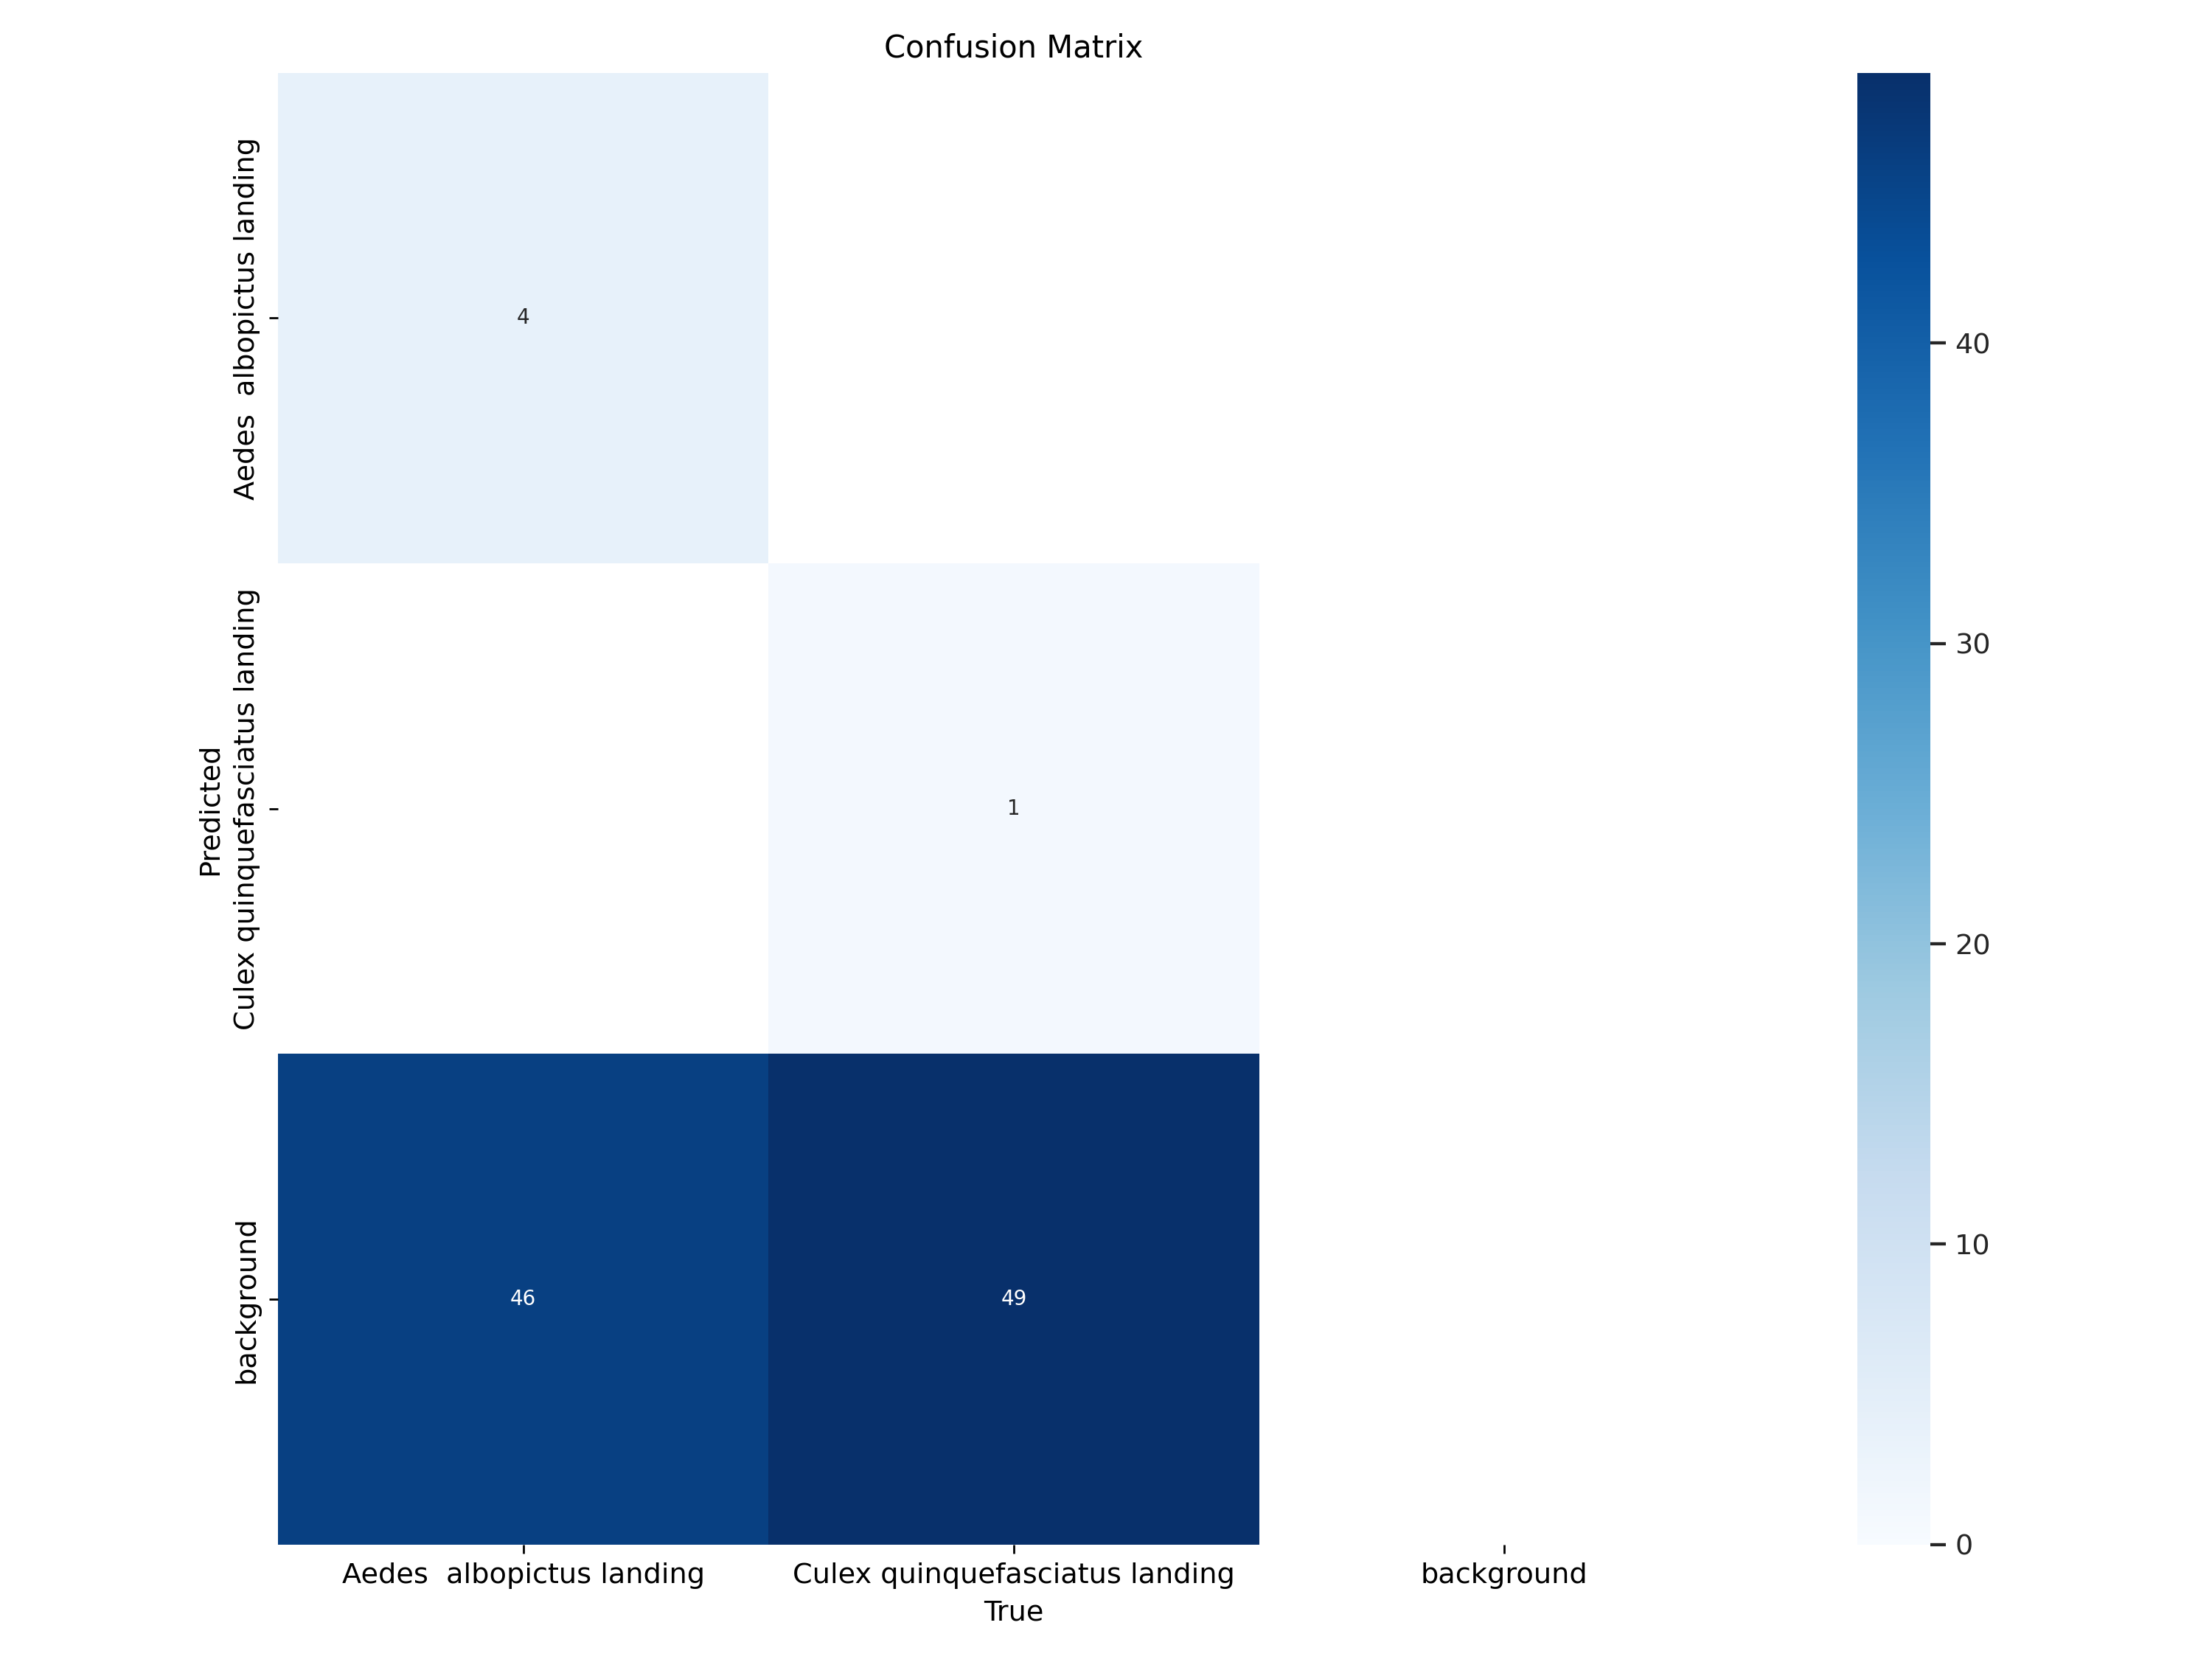 Confusion Matrix
Aedes  albopictus landing
Culex quinquefasciatus landing
background
Predicted
4
1
46
49
Aedes  albopictus landing
Culex quinquefasciatus landing
background
True
40
30
20
10
0